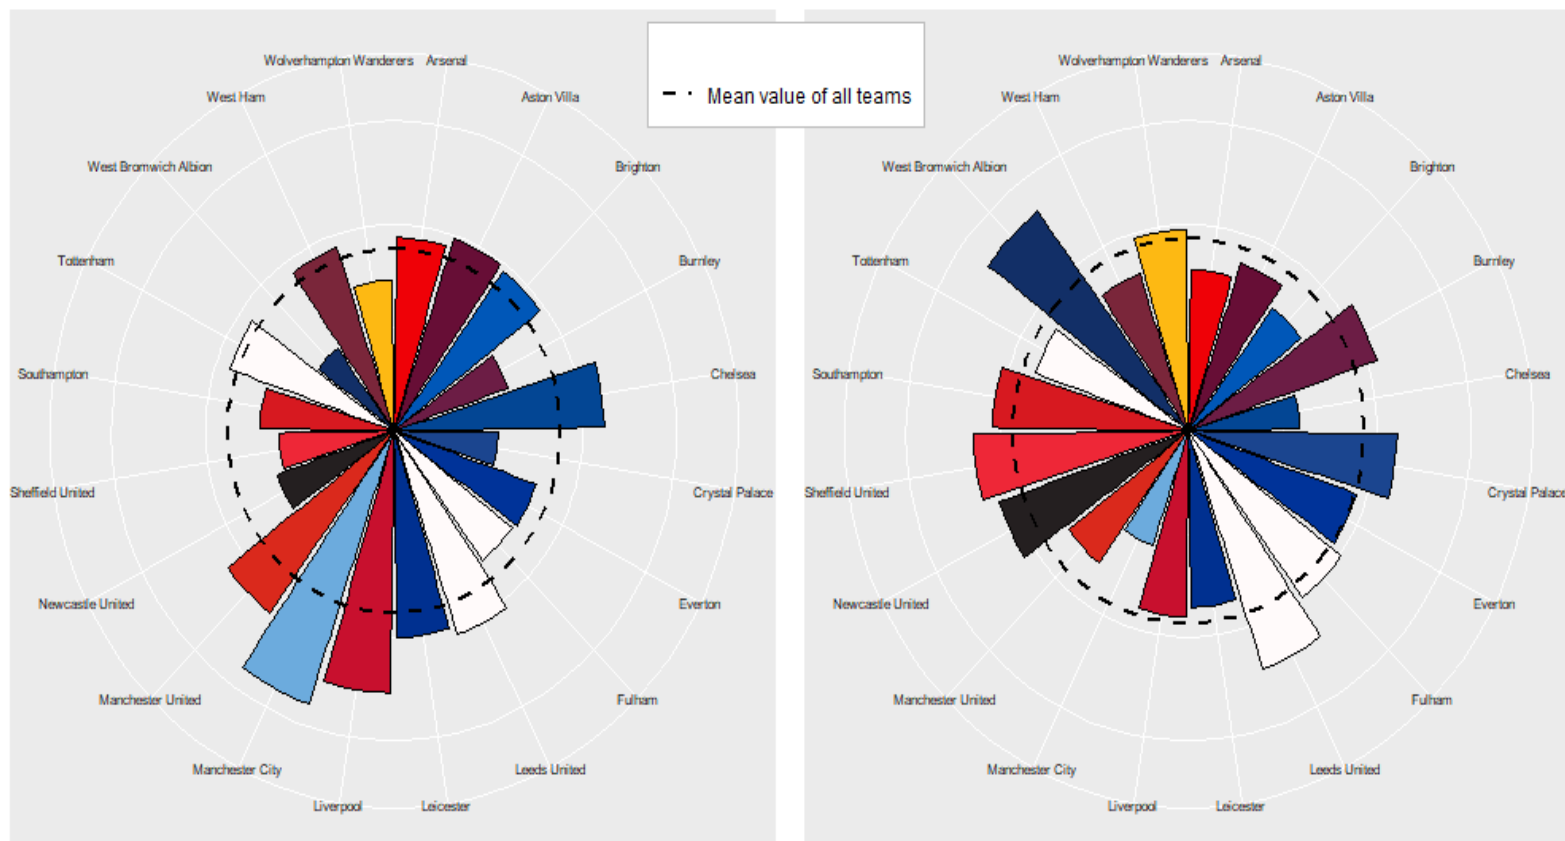 Mean value of all teams
Wolverhampton Wanderers
Arsenal
West Ham
Aston Villa
West Bromwich Albion
Brighton
Tottenham
Burnley
Southampton
Chelsea
Sheffield United
Crystal Palace
Newcastle United
Everton
Manchester United
Fulham
Manchester City
Leeds United
Liverpool
Leicester
Wolverhampton Wanderers
Arsenal
West Ham
Aston Villa
West Bromwich Albion
Brighton
Tottenham
Burnley
Southampton
Chelsea
Sheffield United
Crystal Palace
Newcastle United
Everton
Manchester United
Fulham
Manchester City
Leeds United
Liverpool
Leicester